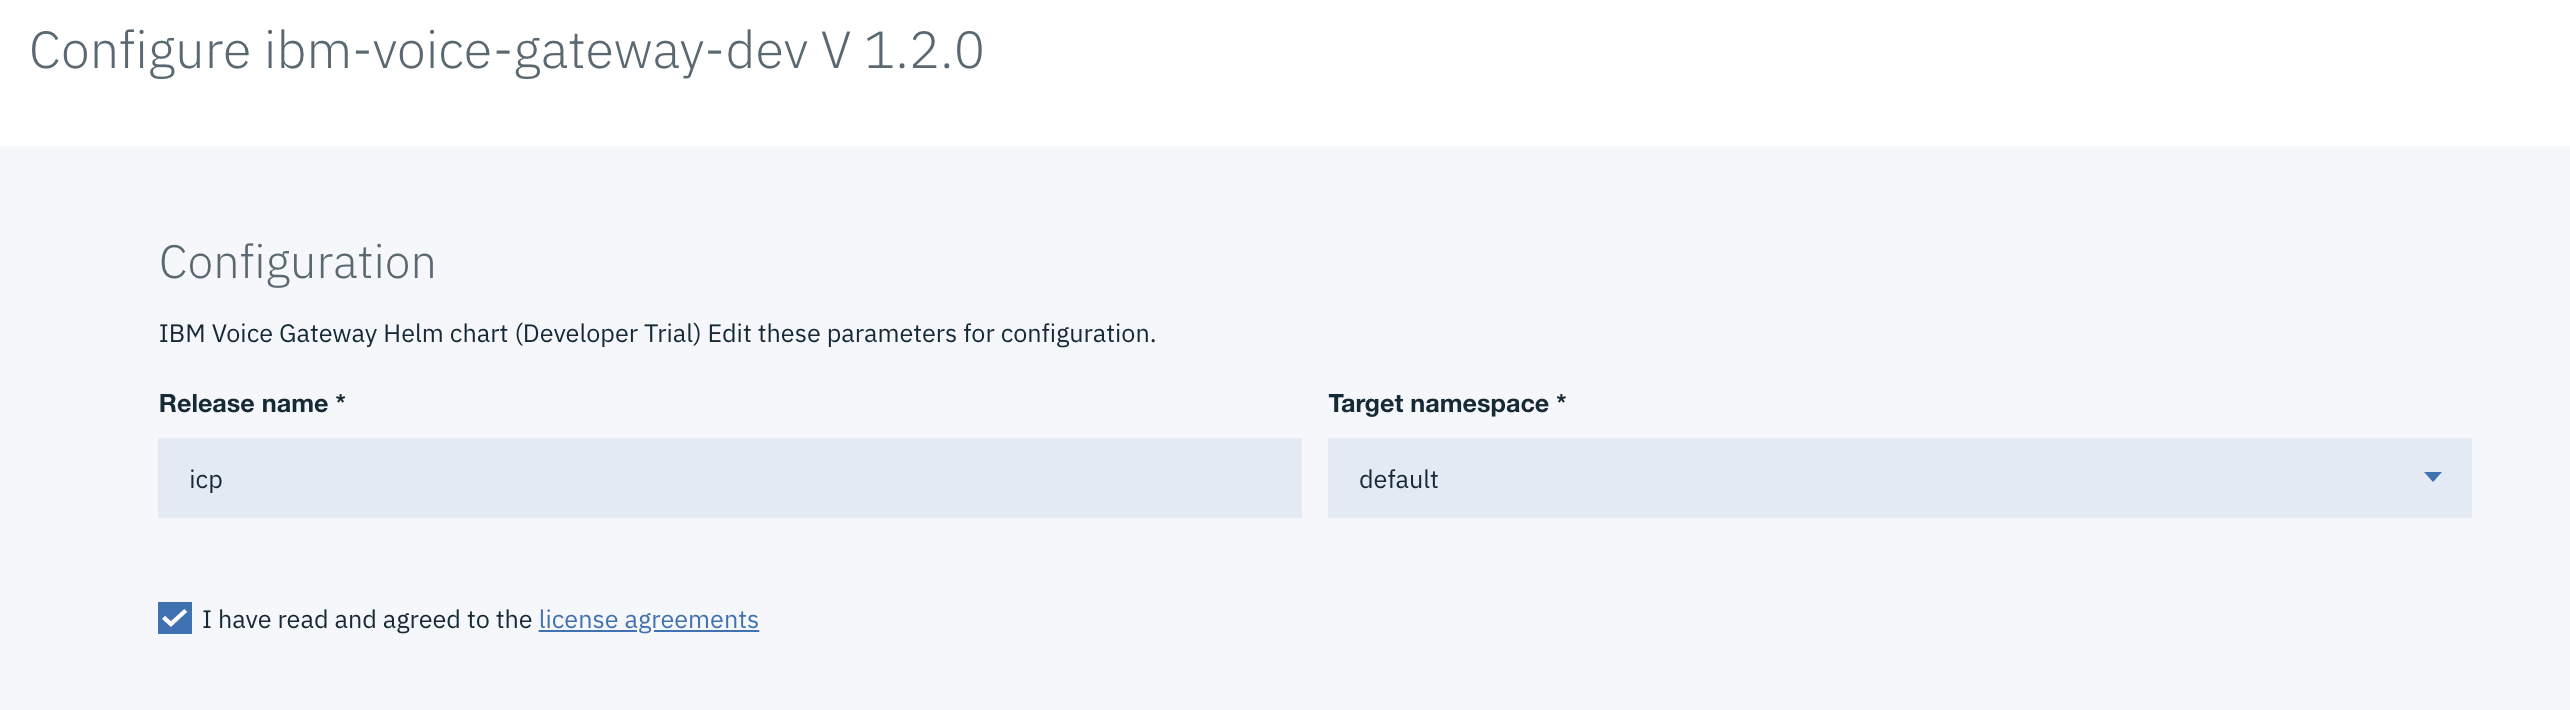 Configure ibm-voice-gateway-dev V 1.2.0
Configuration
IBM Voice Gateway Helm chart (Developer Trial) Edit these parameters for configuration.
Release name *
Target namespace *
icp
default
I have read and agreed to the license agreements